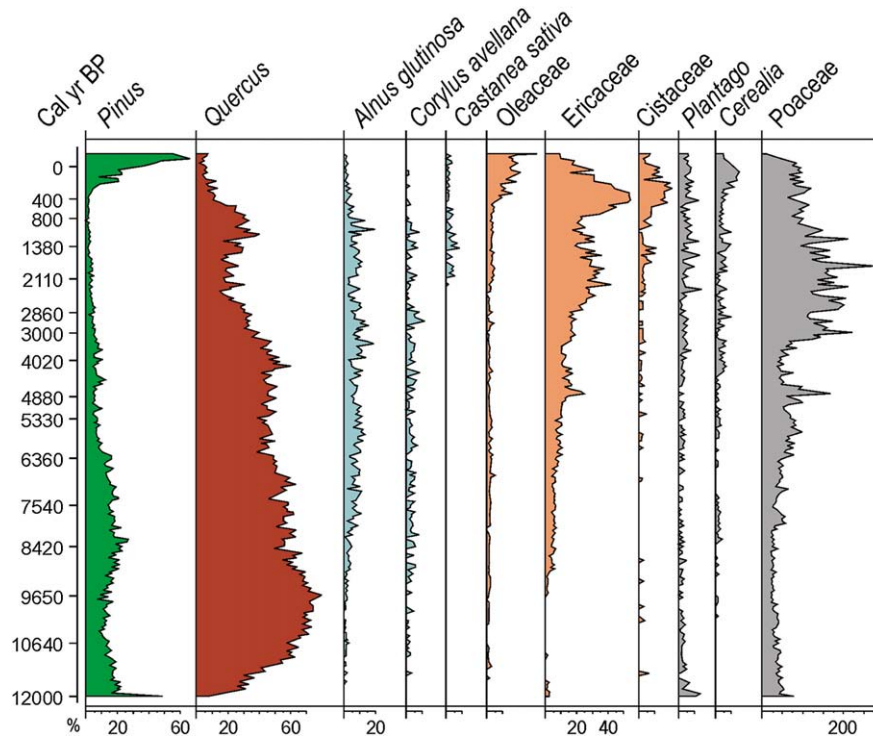 Cal yr BP
Pinus
Quercus
Alnus glutinosa
Corylus avellana
Castanea sativa
Oleaceae
Ericaceae
Cistaceae
Plantago
Cerealia
Poaceae
0
400
800
1380
2110
2860
3000
4020
4880
5330
6360
7540
8420
9650
10640
12000
% 20 60 20 60 20 20 40 200